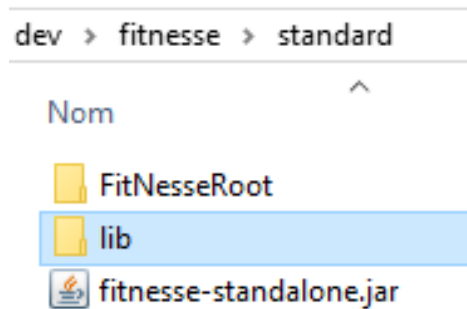 dev > fitnesse > standard
Nom
FitNesseRoot
lib
fitnesse-standalone.jar